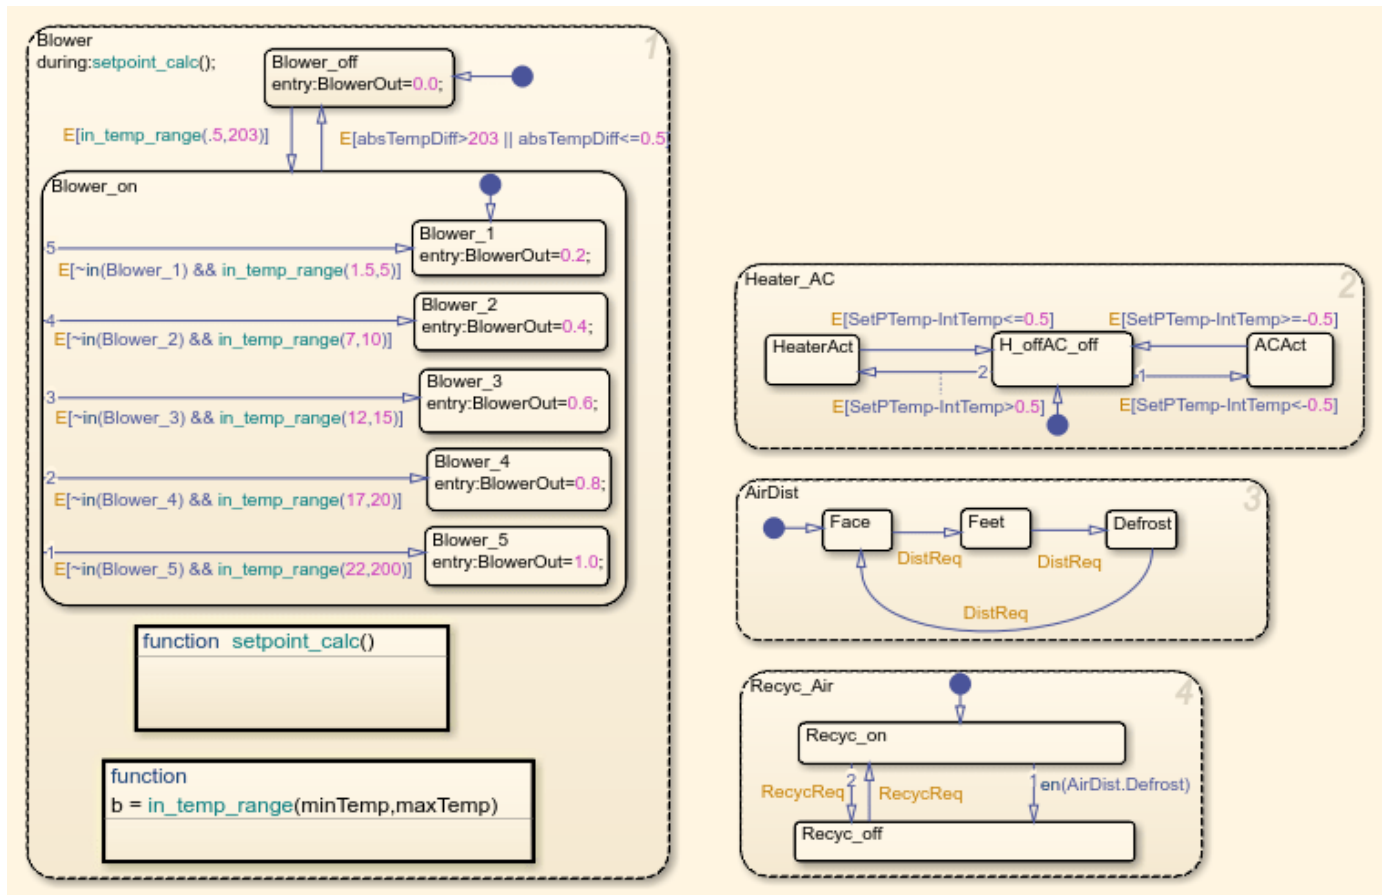 Blower
1
during:setpoint_calc();
Blower_off
entry:BlowerOut=0.0;
E[in_temp_range(.5,203)]
E[absTempDiff>203 || absTempDiff<=0.5]
Blower_on
Blower_1
entry:BlowerOut=0.2;
5
E[~in(Blower_1) && in_temp_range(1.5,5)]
Blower_2
entry:BlowerOut=0.4;
4
E[~in(Blower_2) && in_temp_range(7,10)]
Blower_3
entry:BlowerOut=0.6;
3
E[~in(Blower_3) && in_temp_range(12,15)]
Blower_4
entry:BlowerOut=0.8;
2
E[~in(Blower_4) && in_temp_range(17,20)]
Blower_5
entry:BlowerOut=1.0;
1
E[~in(Blower_5) && in_temp_range(22,200)]
function setpoint_calc()
function
b = in_temp_range(minTemp,maxTemp)
Heater_AC
2
E[SetPTemp-IntTemp<=0.5]
E[SetPTemp-IntTemp>=-0.5]
HeaterAct
H_offAC_off
ACAct
2
1
E[SetPTemp-IntTemp>0.5]
E[SetPTemp-IntTemp<-0.5]
AirDist
3
Face
Feet
Defrost
DistReq
DistReq
DistReq
Recyc_Air
4
Recyc_on
2
1
RecycReq
RecycReq
en(AirDist.Defrost)
Recyc_off